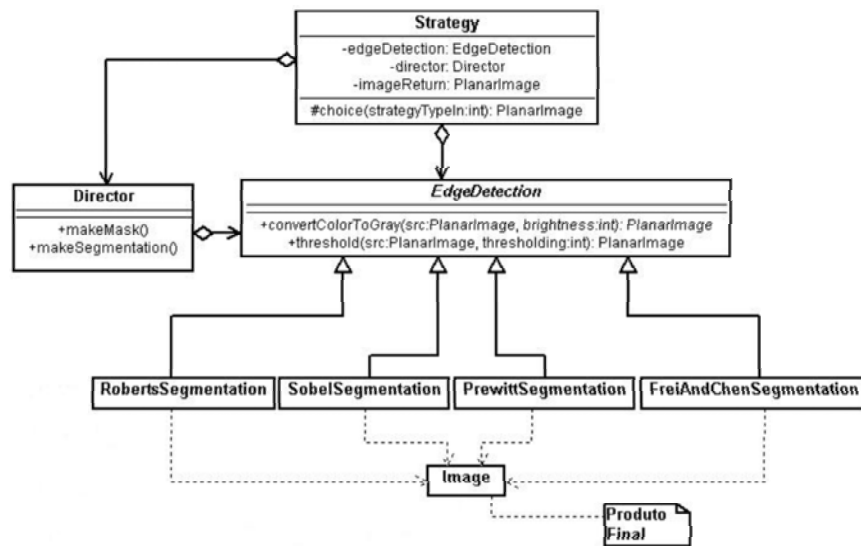 Strategy
-edgeDetection: EdgeDetection
-director: Director
-imageReturn: PlanarImage
#choice(strategyTypeIn:int): PlanarImage
Director
+makeMask()
+makeSegmentation()
EdgeDetection
+convertColorToGray(src:PlanarImage, brightness:int): PlanarImage
+threshold(src:PlanarImage, thresholding:int): PlanarImage
RobertsSegmentation
SobelSegmentation
PrewittSegmentation
FreiAndChenSegmentation
Image
Produto
Final